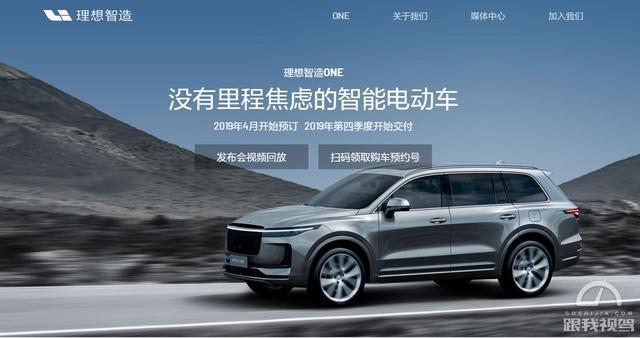 理想智造
ONE
关于我们
媒体中心
加入我们
理想智造ONE
没有里程焦虑的智能电动车
2019年4月开始预订 2019年第四季度开始交付
发布会视频回放
扫码领取购车预约号
GOSHIJIA.COM
跟我视驾